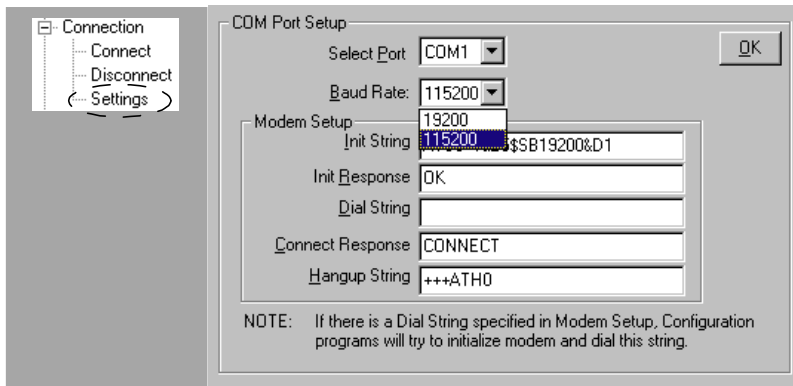 Connection
Connect
Disconnect
Settings
COM Port Setup
Select Port COM1
OK
Baud Rate: 115200
19200
115200
Modem Setup
Init String $SB19200&D1
Init Response OK
Dial String
Connect Response CONNECT
Hangup String +++ATH0
NOTE: If there is a Dial String specified in Modem Setup, Configuration
programs will try to initialize modem and dial this string.